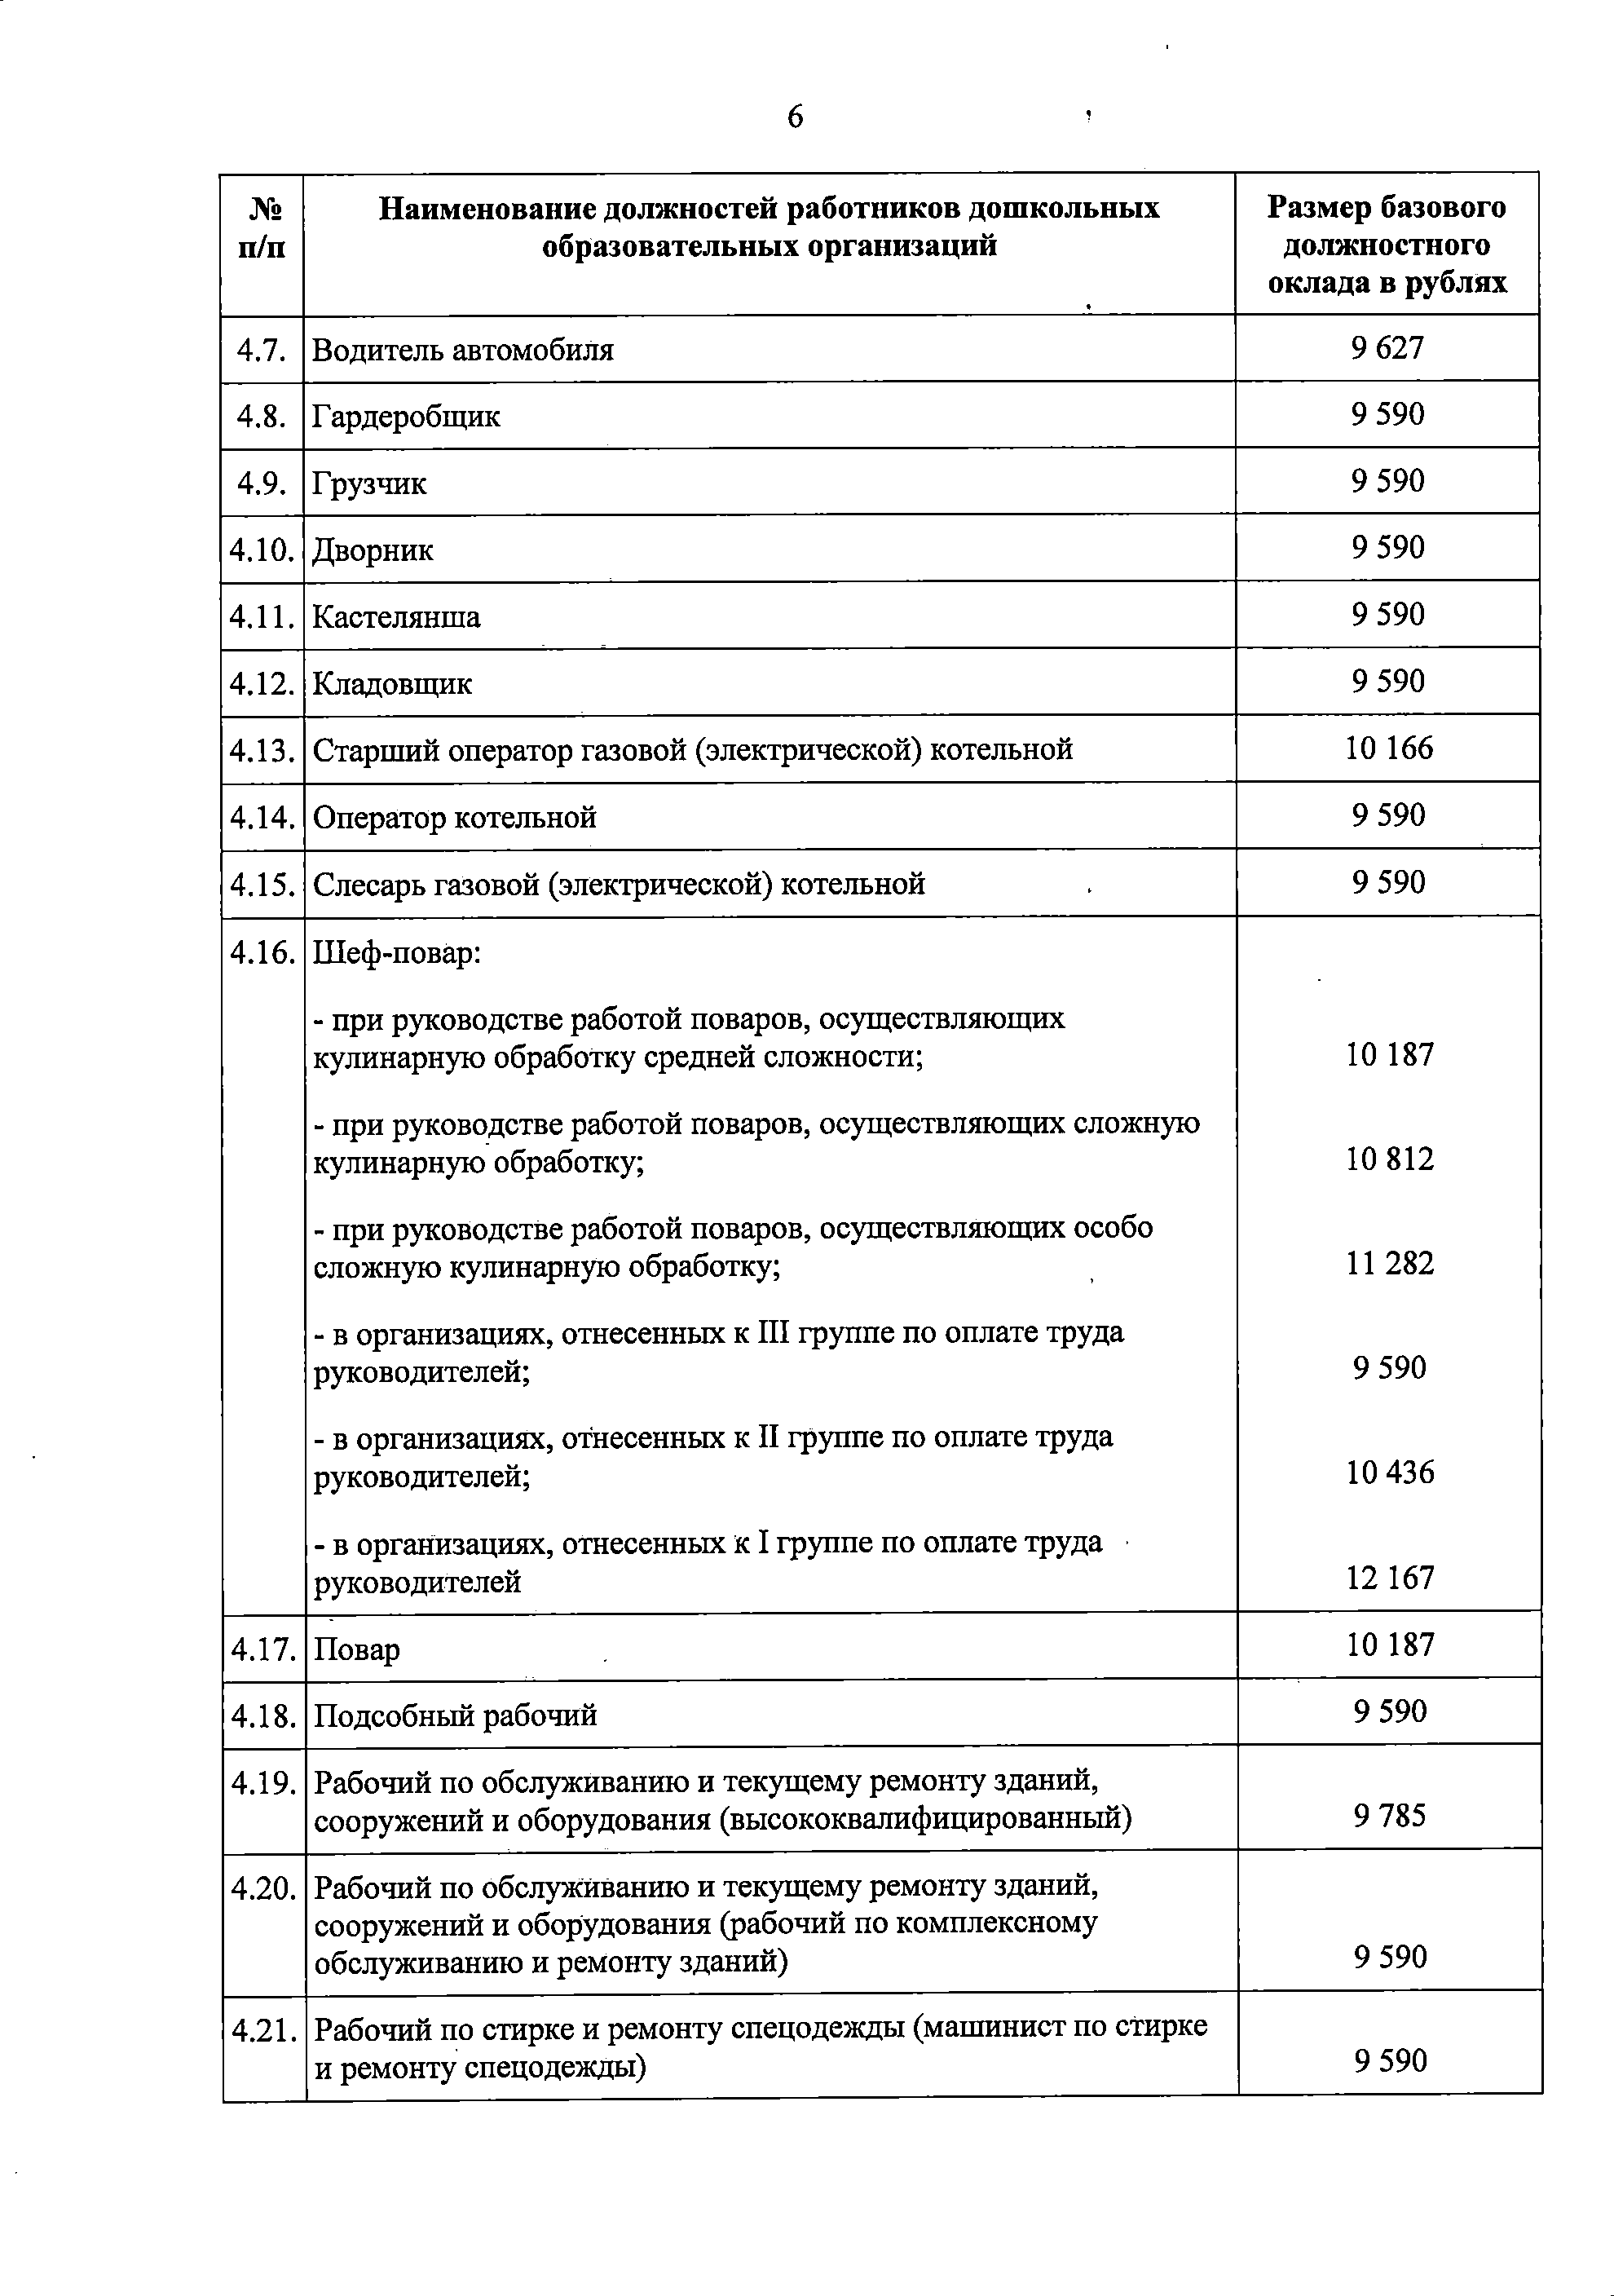 6
№
п/п
Наименование должностей работников дошкольных
образовательных организаций
Размер базового
должностного
оклада в рублях
4.7. Водитель автомобиля 9 627
4.8. Гардеробщик 9 590
4.9. Грузчик 9 590
4.10. Дворник 9 590
4.11. Кастелянша 9 590
4.12. Кладовщик 9 590
4.13. Старший оператор газовой (электрической) котельной 10 166
4.14. Оператор котельной 9 590
4.15. Слесарь газовой (электрической) котельной 9 590
4.16. Шеф-повар:
- при руководстве работой поваров, осуществляющих
кулинарную обработку средней сложности; 10 187
- при руководстве работой поваров, осуществляющих сложную
кулинарную обработку; 10 812
- при руководстве работой поваров, осуществляющих особо
сложную кулинарную обработку; 11 282
- в организациях, отнесенных к III группе по оплате труда
руководителей; 9 590
- в организациях, отнесенных к II группе по оплате труда
руководителей; 10 436
- в организациях, отнесенных к I группе по оплате труда
руководителей 12 167
4.17. Повар 10 187
4.18. Подсобный рабочий 9 590
4.19. Рабочий по обслуживанию и текущему ремонту зданий,
сооружений и оборудования (высококвалифицированный) 9 785
4.20. Рабочий по обслуживанию и текущему ремонту зданий,
сооружений и оборудования (рабочий по комплексному
обслуживанию и ремонту зданий) 9 590
4.21. Рабочий по стирке и ремонту спецодежды (машинист по стирке
и ремонту спецодежды) 9 590